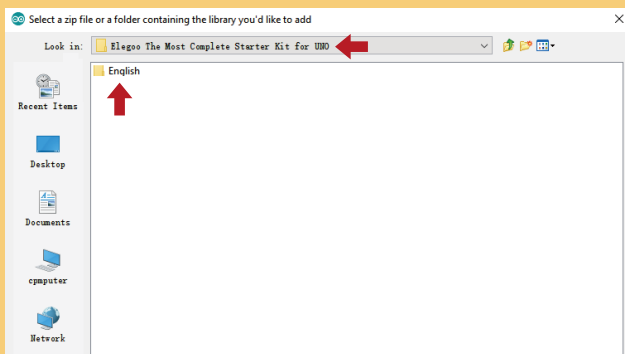 Select a zip file or a folder containing the library you'd like to add
Look in:
Elegoo The Most Complete Starter Kit for UNO
English
Recent Items
Desktop
Documents
cpmputer
Network